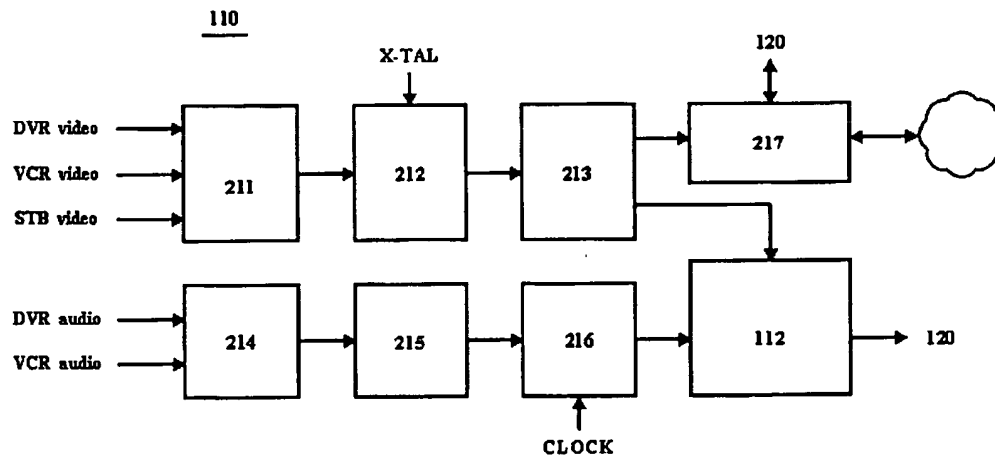 110
X-TAL
120
DVR video
VCR video
STB video
211
212
213
217
DVR audio
VCR audio
214
215
216
112
120
CLOCK